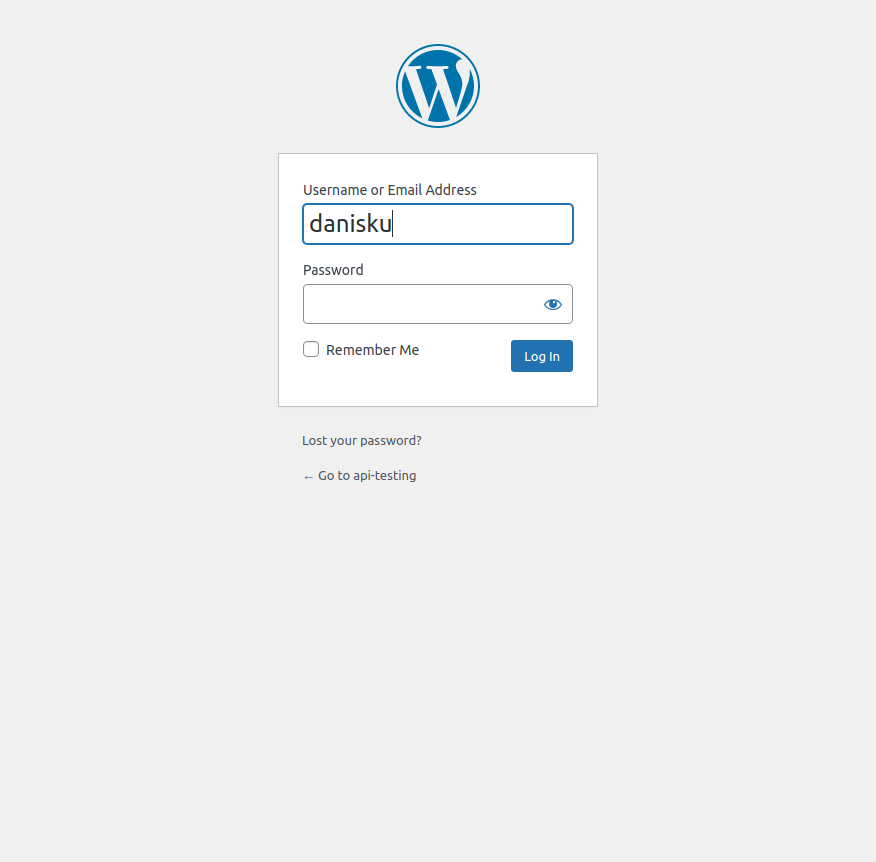 Username or Email Address
danisku
Password
Remember Me
Log In
Lost your password?
← Go to api-testing